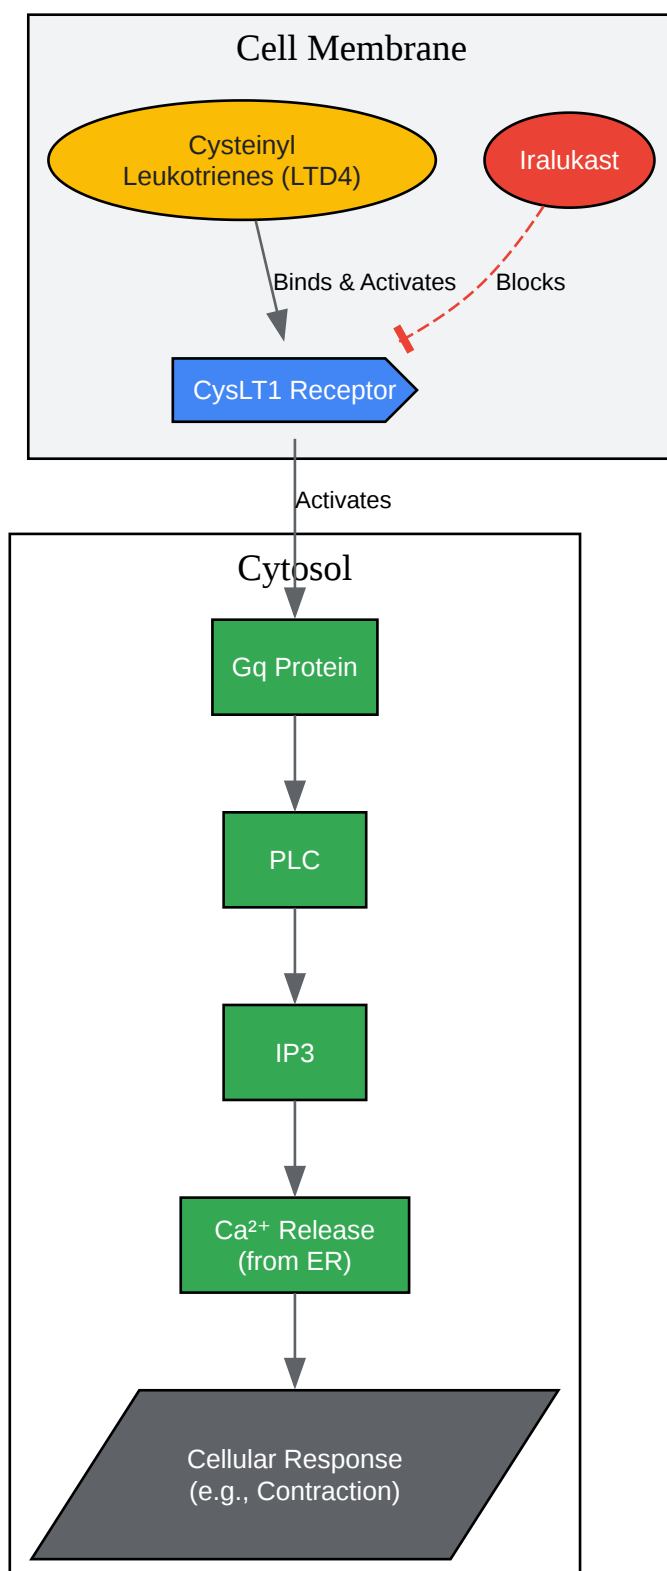 Cell Membrane
Cysteinyl
Leukotrienes (LTD4)
Iralukast
Binds & Activates
Blocks
CysLT1 Receptor
Activates
Cytosol
Gq Protein
PLC
IP3
Ca²⁺ Release
(from ER)
Cellular Response
(e.g., Contraction)